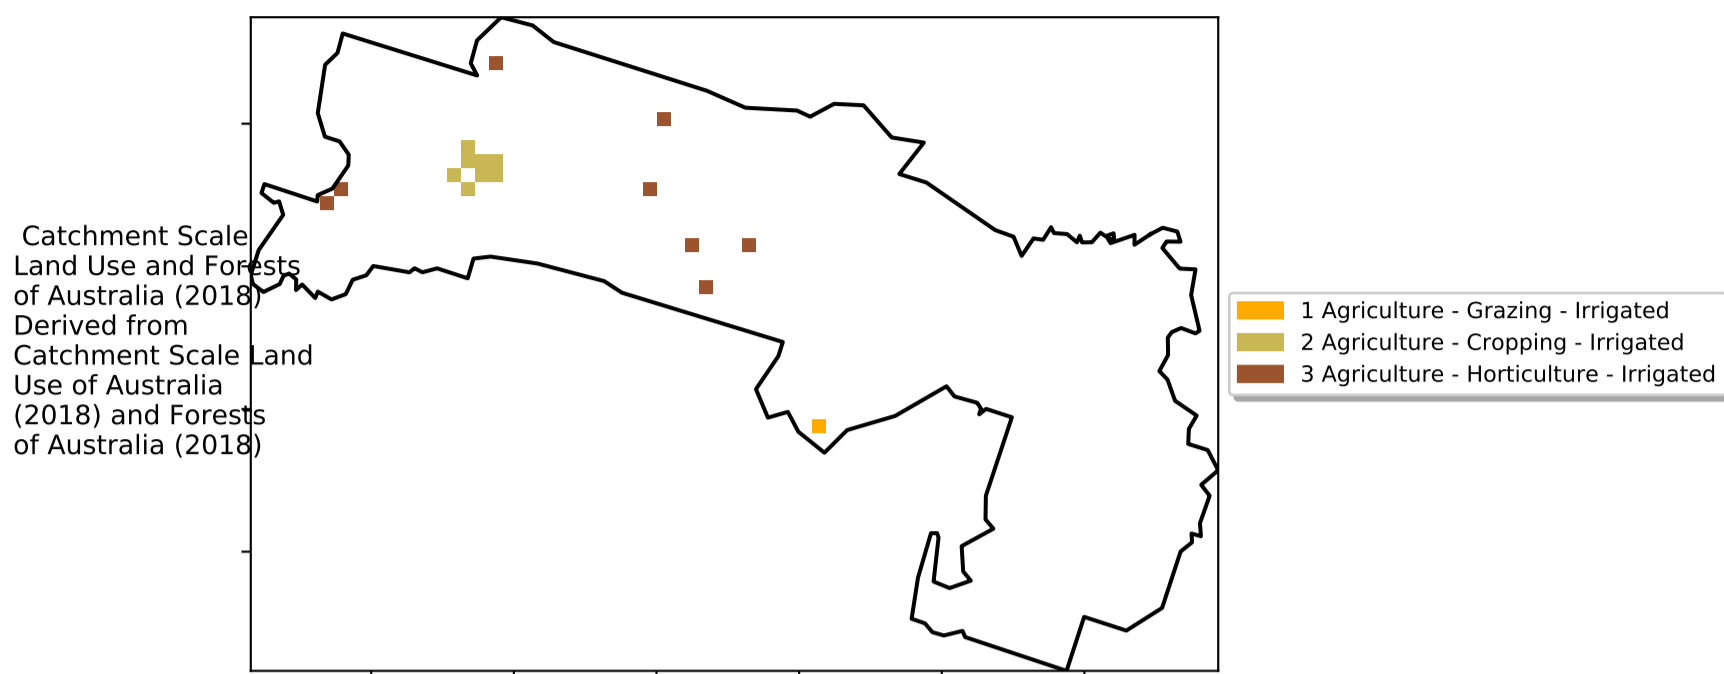 Catchment Scale
Land Use and Forests
of Australia (2018)
Derived from
Catchment Scale Land
Use of Australia
(2018) and Forests
of Australia (2018)
1 Agriculture - Grazing - Irrigated
2 Agriculture - Cropping - Irrigated
3 Agriculture - Horticulture - Irrigated